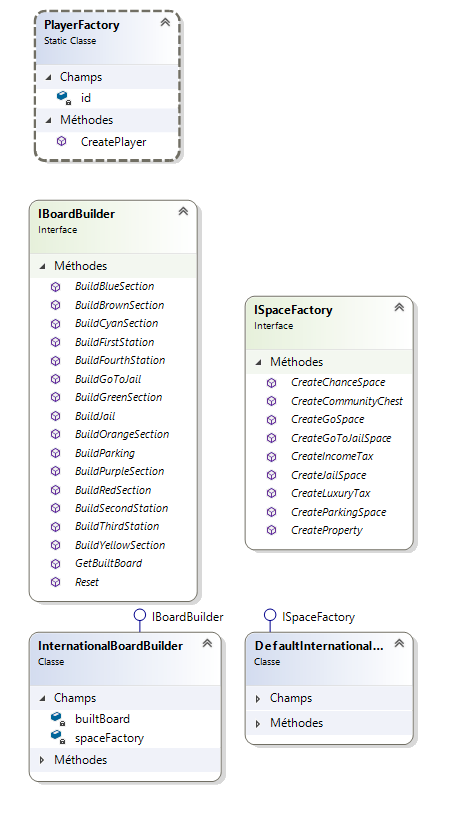 PlayerFactory
Static Classe
Champs
id
Méthodes
CreatePlayer
IBoardBuilder
Interface
Méthodes
BuildBlueSection
BuildBrownSection
BuildCyanSection
BuildFirstStation
BuildFourthStation
BuildGoToJail
BuildGreenSection
BuildJail
BuildOrangeSection
BuildParking
BuildPurpleSection
BuildRedSection
BuildSecondStation
BuildThirdStation
BuildYellowSection
GetBuiltBoard
Reset
ISpaceFactory
Interface
Méthodes
CreateChanceSpace
CreateCommunityChest
CreateGoSpace
CreateGoToJailSpace
CreateIncomeTax
CreateJailSpace
CreateLuxuryTax
CreateParkingSpace
CreateProperty
IBoardBuilder
InternationalBoardBuilder
Classe
Champs
builtBoard
spaceFactory
Méthodes
ISpaceFactory
DefaultInternational...
Classe
Champs
Méthodes